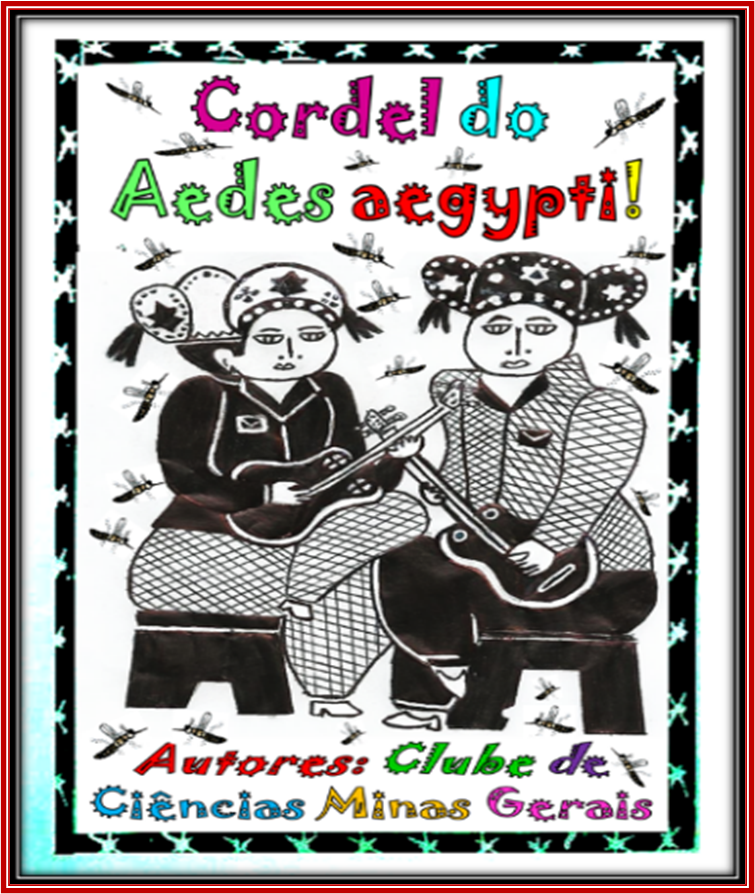 Cordel do
Aedes aegypti!
Autores: Clube de
Ciências Minas Gerais